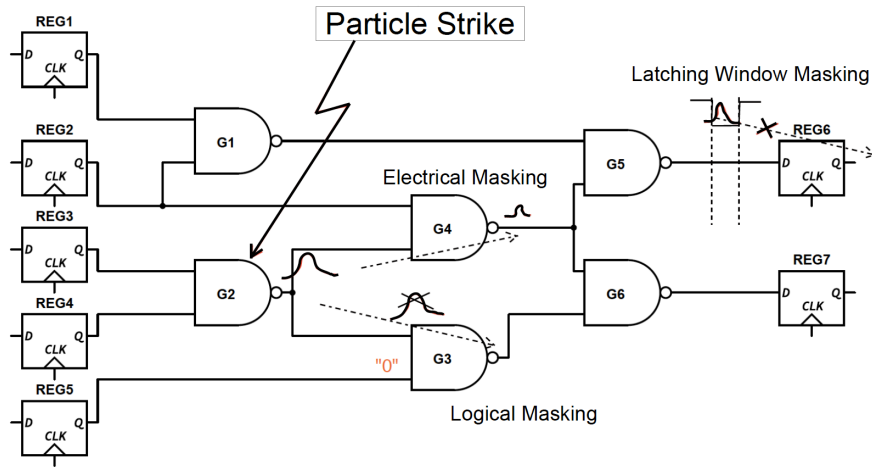 Particle Strike
REG1
D Q
CLK
Latching Window Masking
REG2
D Q
CLK
G1
G5
REG6
D Q
CLK
Electrical Masking
REG3
D Q
CLK
G4
G2
G6
REG7
D Q
CLK
REG4
D Q
CLK
"0"
G3
REG5
D Q
CLK
Logical Masking